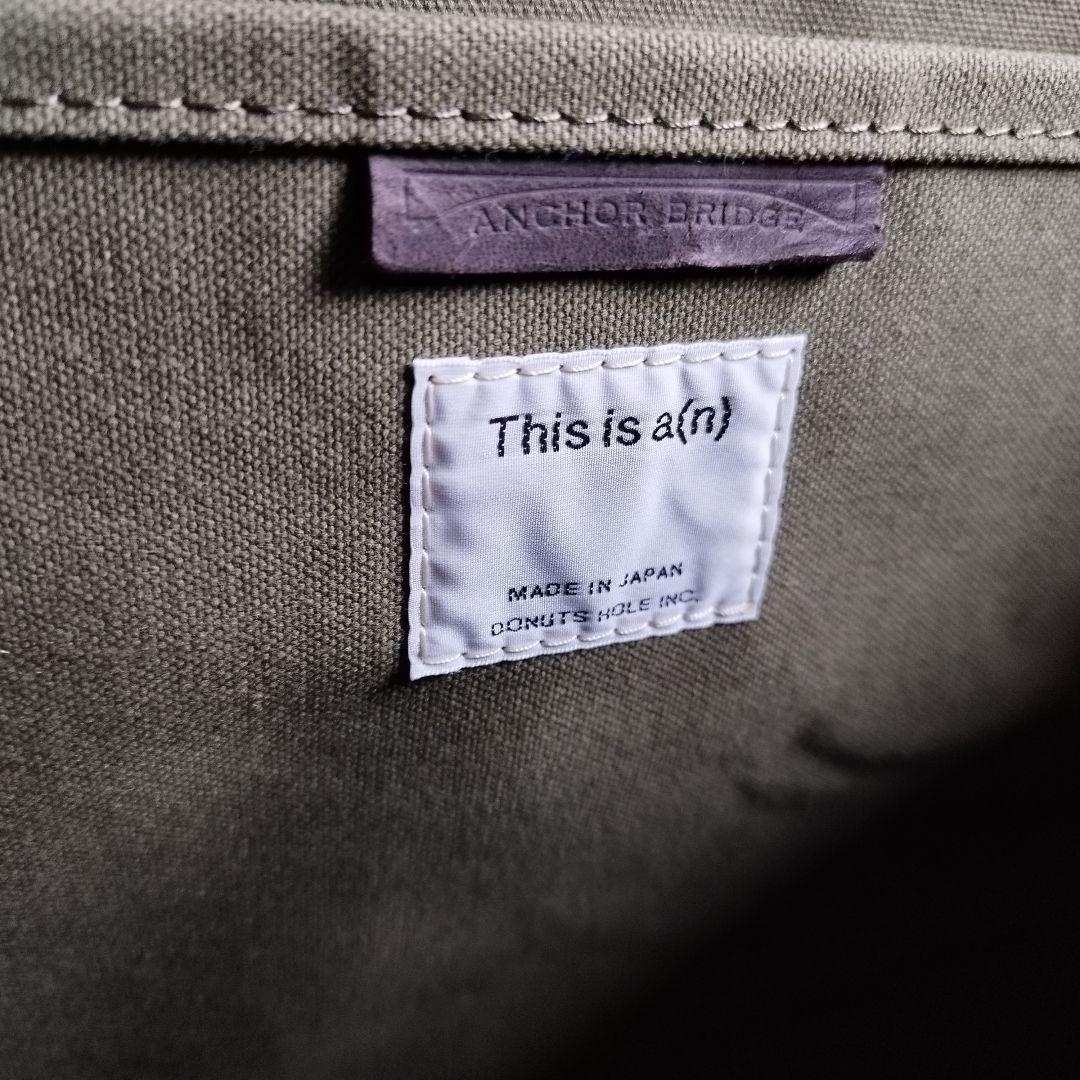 ANCHOR BRIDGE
This is a(n)
MADE IN JAPAN
DONUTS HOLE INC.